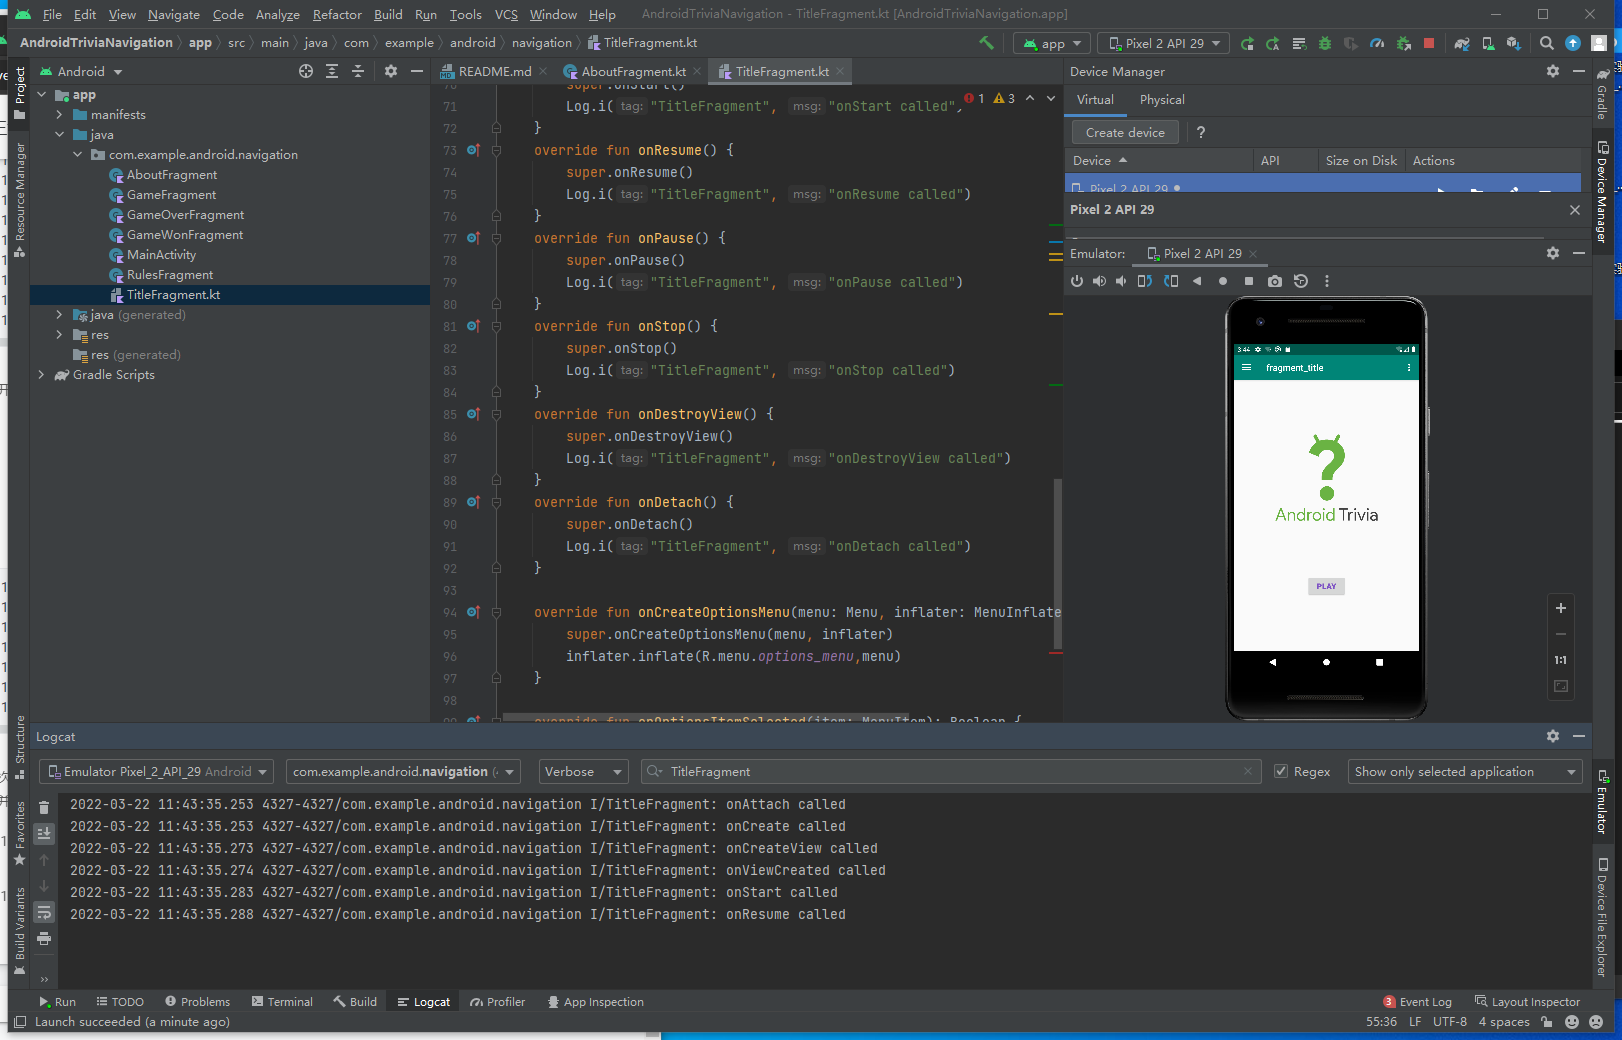 File Edit View Navigate Code Analyze Refactor Build Run Tools VCS Window Help AndroidTriviaNavigation - TitleFragment.kt [AndroidTriviaNavigation.app]
AndroidTriviaNavigation app src main java com example android navigation TitleFragment.kt
app Pixel 2 API 29
Android
README.md AboutFragment.kt TitleFragment.kt
Project
Resource Manager
Structure
Favorites
Build Variants
app
manifests
java
com.example.android.navigation
AboutFragment
GameFragment
GameOverFragment
GameWonFragment
MainActivity
RulesFragment
TitleFragment.kt
java (generated)
res
res (generated)
Gradle Scripts
1 3
70 super.onStart()
71 Log.i( tag: "TitleFragment", msg: "onStart called",
72 }
73 override fun onResume() {
74 super.onResume()
75 Log.i( tag: "TitleFragment", msg: "onResume called")
76 }
77 override fun onPause() {
78 super.onPause()
79 Log.i( tag: "TitleFragment", msg: "onPause called")
80 }
81 override fun onStop() {
82 super.onStop()
83 Log.i( tag: "TitleFragment", msg: "onStop called")
84 }
85 override fun onDestroyView() {
86 super.onDestroyView()
87 Log.i( tag: "TitleFragment", msg: "onDestroyView called")
88 }
89 override fun onDetach() {
90 super.onDetach()
91 Log.i( tag: "TitleFragment", msg: "onDetach called")
92 }
93
94 override fun onCreateOptionsMenu(menu: Menu, inflater: MenuInflate
95 super.onCreateOptionsMenu(menu, inflater)
96 inflater.inflate(R.menu.options_menu,menu)
97 }
98
99 override fun onOptionsItemSelected(item: MenuItem): Boolean {
Device Manager
Virtual Physical
Create device ?
Device API Size on Disk Actions
Pixel 2 API 29
Pixel 2 API 29
Emulator: Pixel 2 API 29
3:44
fragment_title
Android Trivia
PLAY
1:1
Gradle
Device Manager
Emulator
Device File Explorer
Logcat
Emulator Pixel_2_API_29 Android com.example.android.navigation ( Verbose TitleFragment Regex Show only selected application
2022-03-22 11:43:35.253 4327-4327/com.example.android.navigation I/TitleFragment: onAttach called
2022-03-22 11:43:35.253 4327-4327/com.example.android.navigation I/TitleFragment: onCreate called
2022-03-22 11:43:35.273 4327-4327/com.example.android.navigation I/TitleFragment: onCreateView called
2022-03-22 11:43:35.274 4327-4327/com.example.android.navigation I/TitleFragment: onViewCreated called
2022-03-22 11:43:35.283 4327-4327/com.example.android.navigation I/TitleFragment: onStart called
2022-03-22 11:43:35.288 4327-4327/com.example.android.navigation I/TitleFragment: onResume called
Run TODO Problems Terminal Build Logcat Profiler App Inspection 3 Event Log Layout Inspector
Launch succeeded (a minute ago) 55:36 LF UTF-8 4 spaces